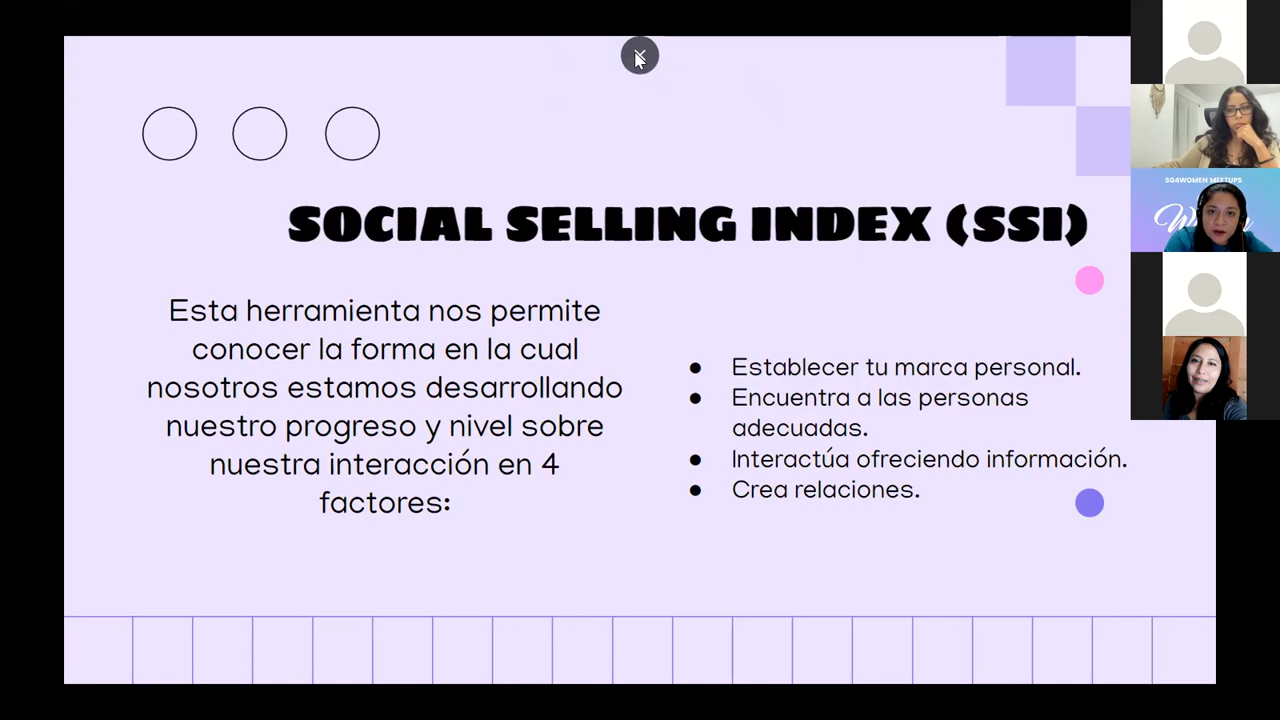 SOCIAL SELLING INDEX (SSI)
Esta herramienta nos permite
conocer la forma en la cual
nosotros estamos desarrollando
nuestro progreso y nivel sobre
nuestra interacción en 4
factores:
● Establecer tu marca personal.
● Encuentra a las personas
adecuadas.
● Interactúa ofreciendo información.
● Crea relaciones.
SG4WOMEN MEETUPS